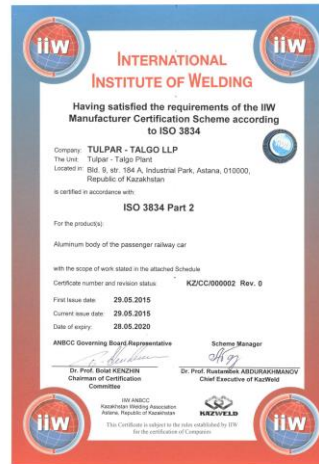 iiw
iiw
INTERNATIONAL
INSTITUTE OF WELDING
Having satisfied the requirements of the IIW
Manufacturer Certification Scheme according
to ISO 3834
Company: TULPAR - TALGO LLP
The Unit Tulpar - Talgo Plant
Located in: Bld. 9, str. 184 A, Industrial Park, Astana, 010000,
Republic of Kazakhstan
is certified in accordance with:
ISO 3834 Part 2
For the product(s):
Aluminum body of the passenger railway car
with the scope of work stated in the attached Schedule
Certificate number and revision status: KZ/CC/000002 Rev. 0
First Issue date: 29.05.2015
Current issue date: 29.05.2015
Date of expiry: 28.05.2020
ANBCC Governing Board Representative Scheme Manager
Dr. Prof. Bolat KENZHIN Dr. Prof. Rustambek ABDURAKHMANOV
Chairman of Certification Chief Executive of KazWeld
Committee
IIW ANBCC
Kazakhstan Welding Association
Astana, Republic of Kazakhstan
KAZWELD
This Certificate is subject to the rules established by IIW
for the certification of Companies
iiw
iiw